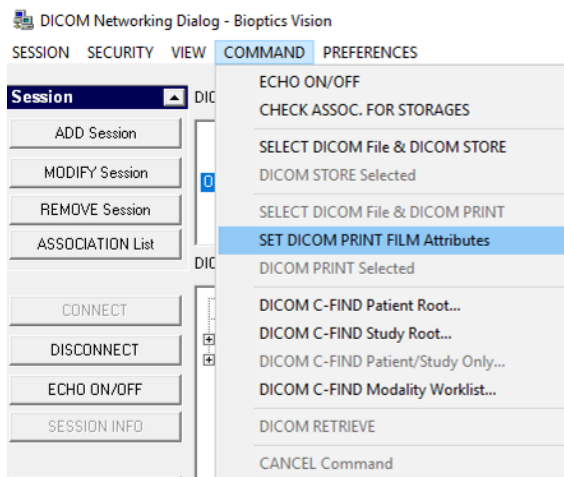 DICOM Networking Dialog - Bioptics Vision
SESSION SECURITY VIEW COMMAND PREFERENCES
Session
ADD Session
MODIFY Session
REMOVE Session
ASSOCIATION List
CONNECT
DISCONNECT
ECHO ON/OFF
SESSION INFO
ECHO ON/OFF
CHECK ASSOC. FOR STORAGES
SELECT DICOM File & DICOM STORE
DICOM STORE Selected
SELECT DICOM File & DICOM PRINT
SET DICOM PRINT FILM Attributes
DICOM PRINT Selected
DICOM C-FIND Patient Root...
DICOM C-FIND Study Root...
DICOM C-FIND Patient/Study Only...
DICOM C-FIND Modality Worklist...
DICOM RETRIEVE
CANCEL Command